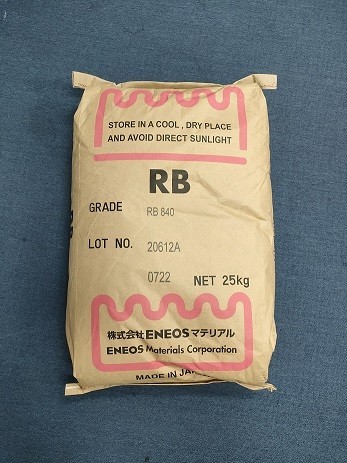 STORE IN A COOL, DRY PLACE
AND AVOID DIRECT SUNLIGHT
RB
GRADE RB 840
LOT NO. 20612A
0722 NET 25kg
株式会社ENEOSマテリアル
ENEOS Materials Corporation
MADE IN